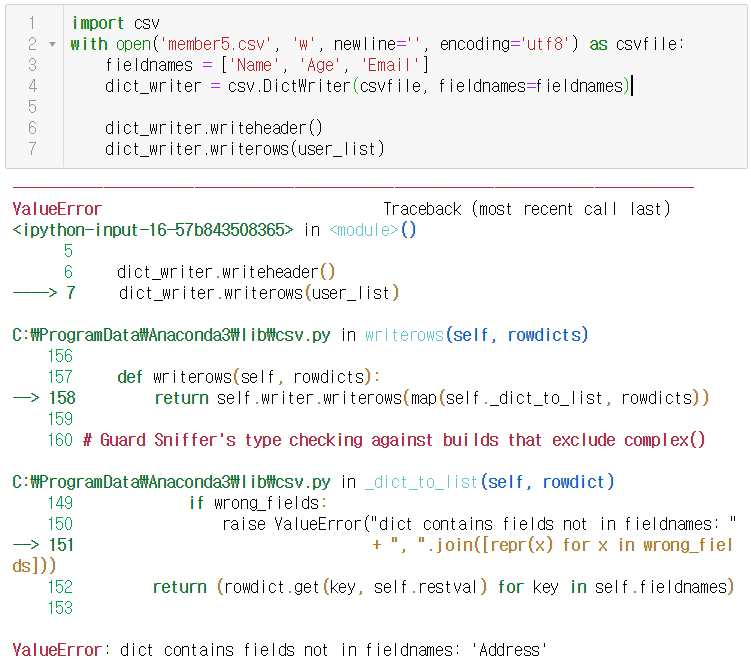 1 import csv
2 with open('member5.csv', 'w', newline='', encoding='utf8') as csvfile:
3     fieldnames = ['Name', 'Age', 'Email']
4     dict_writer = csv.DictWriter(csvfile, fieldnames=fieldnames)
5
6     dict_writer.writeheader()
7     dict_writer.writerows(user_list)
---------------------------------------------------------------------------
ValueError                                Traceback (most recent call last)
<ipython-input-16-57b843508365> in <module>()
      5
      6     dict_writer.writeheader()
----> 7     dict_writer.writerows(user_list)

C:₩ProgramData₩Anaconda3₩lib₩csv.py in writerows(self, rowdicts)
    156
    157     def writerows(self, rowdicts):
--> 158         return self.writer.writerows(map(self._dict_to_list, rowdicts))
    159
    160 # Guard Sniffer's type checking against builds that exclude complex()

C:₩ProgramData₩Anaconda3₩lib₩csv.py in _dict_to_list(self, rowdict)
    149             if wrong_fields:
    150                 raise ValueError("dict contains fields not in fieldnames: "
--> 151                                  + ", ".join([repr(x) for x in wrong_fiel
ds]))
    152         return (rowdict.get(key, self.restval) for key in self.fieldnames)
    153

ValueError: dict contains fields not in fieldnames: 'Address'